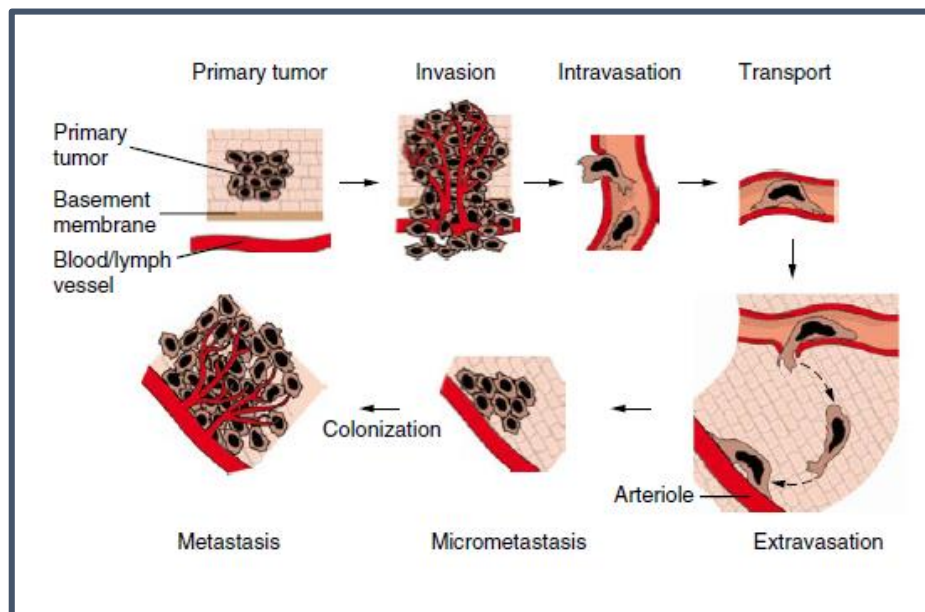 Primary tumor
Invasion
Intravasation
Transport
Primary
tumor
Basement
membrane
Blood/lymph
vessel
Colonization
Arteriole
Metastasis
Micrometastasis
Extravasation